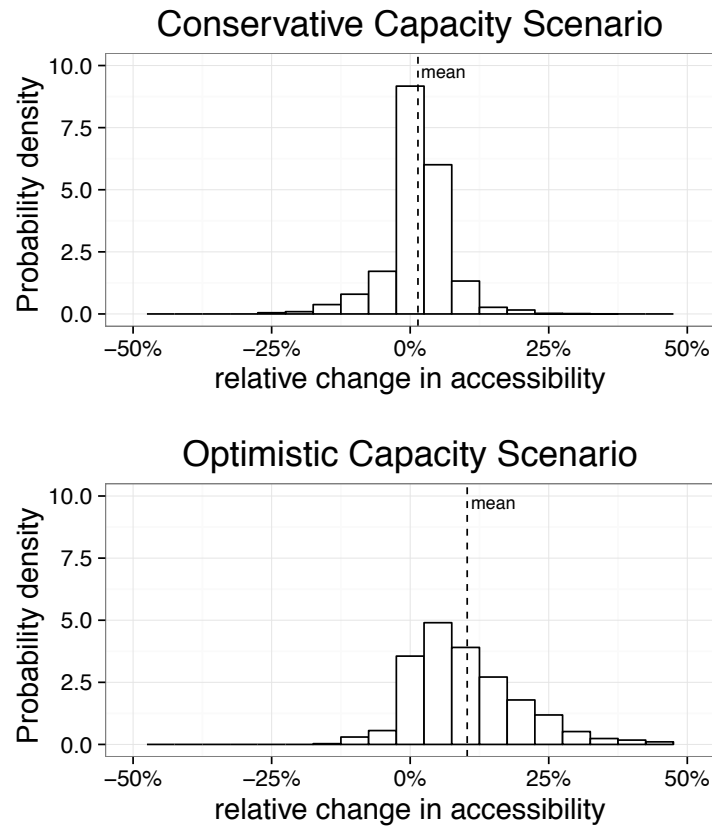 Conservative Capacity Scenario
10.0
mean
7.5
5.0
2.5
0.0
Probability density
−50% −25% 0% 25% 50%
relative change in accessibility
Optimistic Capacity Scenario
10.0
mean
7.5
5.0
2.5
0.0
Probability density
−50% −25% 0% 25% 50%
relative change in accessibility